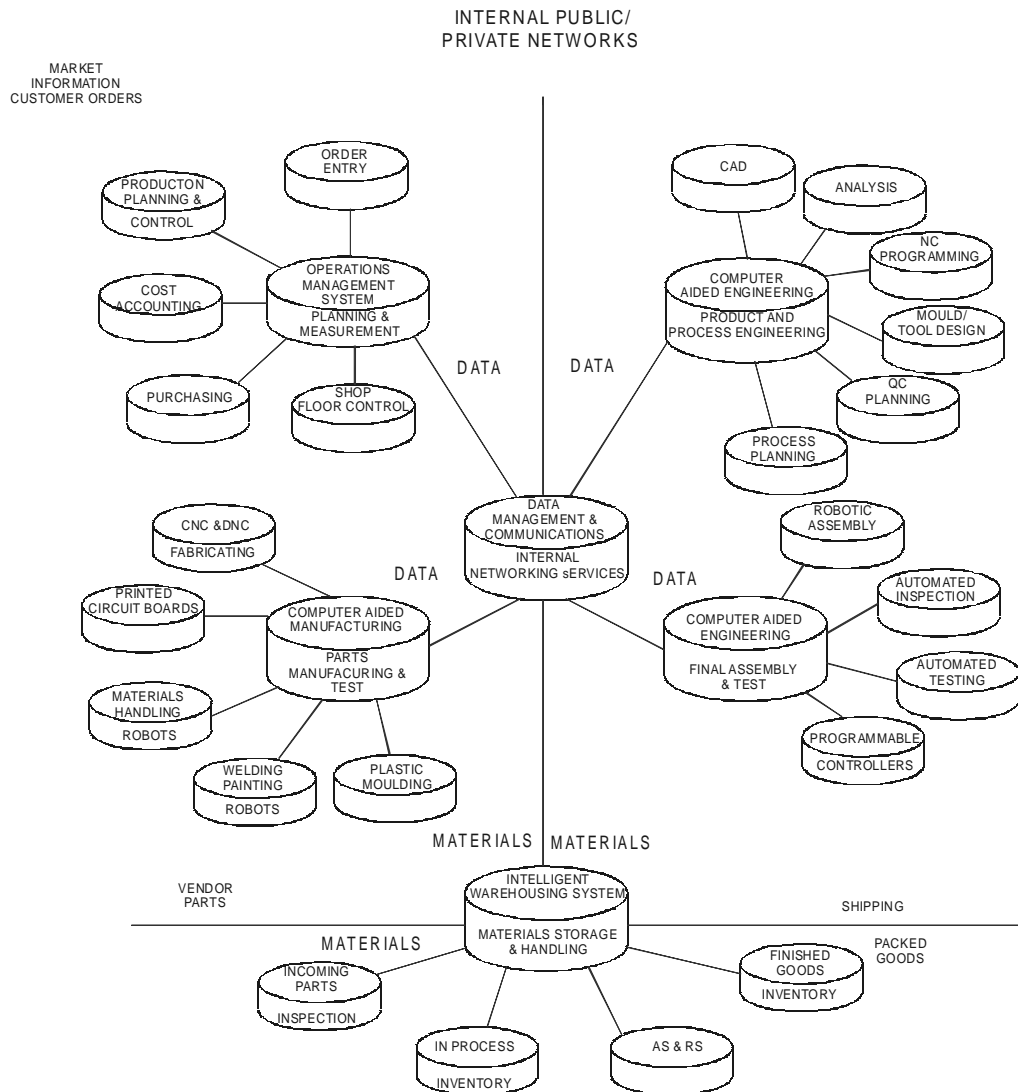 INTERNAL PUBLIC/
PRIVATE NETWORKS
MARKET
INFORMATION
CUSTOMER ORDERS
ORDER
ENTRY
PRODUCTON
PLANNING &
CONTROL
OPERATIONS
MANAGEMENT
SYSTEM
PLANNING &
MEASUREMENT
COST
ACCOUNTING
PURCHASING
SHOP
FLOOR CONTROL
DATA
DATA
CAD
ANALYSIS
NC
PROGRAMMING
COMPUTER
AIDED ENGINEERING
PRODUCT AND
PROCESS ENGINEERING
MOULD/
TOOL DESIGN
QC
PLANNING
PROCESS
PLANNING
DATA
MANAGEMENT &
COMMUNICATIONS
INTERNAL
NETWORKING sERVICES
CNC &DNC
FABRICATING
DATA
PRINTED
CIRCUIT BOARDS
COMPUTER AIDED
MANUFACTURING
PARTS
MANUFACURING &
TEST
MATERIALS
HANDLING
ROBOTS
WELDING
PAINTING
ROBOTS
PLASTIC
MOULDING
DATA
ROBOTIC
ASSEMBLY
AUTOMATED
INSPECTION
COMPUTER AIDED
ENGINEERING
FINAL ASSEMBLY
& TEST
AUTOMATED
TESTING
PROGRAMMABLE
CONTROLLERS
MATERIALS
MATERIALS
INTELLIGENT
WAREHOUSING SYSTEM
MATERIALS STORAGE
& HANDLING
VENDOR
PARTS
SHIPPING
MATERIALS
PACKED
GOODS
INCOMING
PARTS
INSPECTION
FINISHED
GOODS
INVENTORY
IN PROCESS
INVENTORY
AS & RS